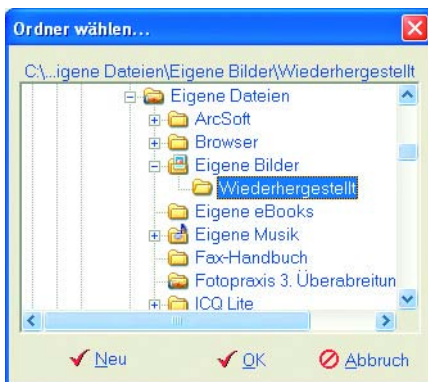 Ordner wählen...
C:\...igene Dateien\Eigene Bilder\Wiederhergestellt
Eigene Dateien
ArcSoft
Browser
Eigene Bilder
Wiederhergestellt
Eigene eBooks
Eigene Musik
Fax-Handbuch
Fotopraxis 3. Überabreitun
ICQ Lite
Neu
OK
Abbruch